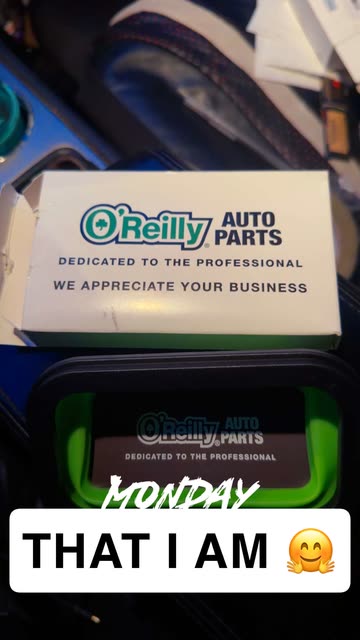 O'Reilly® AUTO PARTS
DEDICATED TO THE PROFESSIONAL
WE APPRECIATE YOUR BUSINESS
O'Reilly® AUTO PARTS
DEDICATED TO THE PROFESSIONAL
MONDAY
THAT I AM 🤗